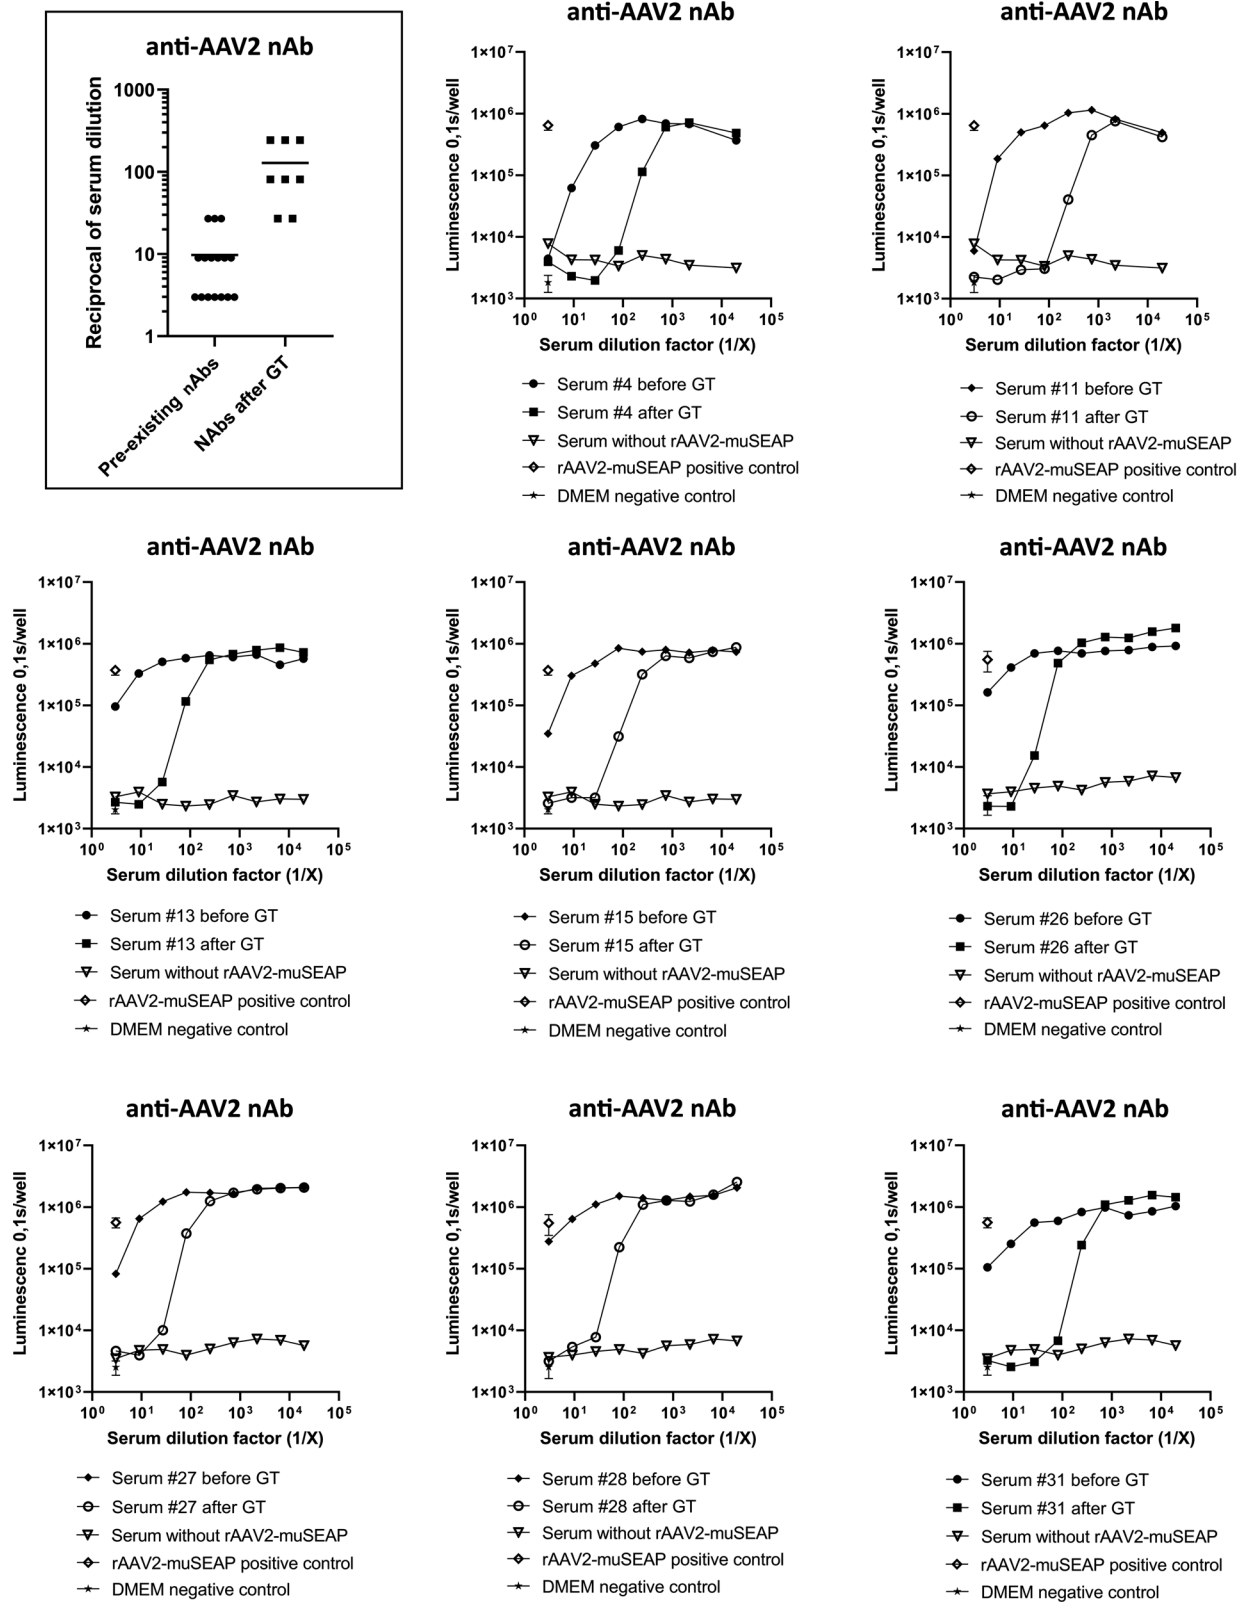 anti-AAV2 nAb
Reciprocal of serum dilution
1000
100
10
1
Pre-existing nAbs
NAbs after GT
anti-AAV2 nAb
Luminescence 0,1s/well
1×10⁷
1×10⁶
1×10⁵
1×10⁴
1×10³
10⁰ 10¹ 10² 10³ 10⁴ 10⁵
Serum dilution factor (1/X)
Serum #4 before GT
Serum #4 after GT
Serum without rAAV2-muSEAP
rAAV2-muSEAP positive control
DMEM negative control
anti-AAV2 nAb
Luminescence 0,1s/well
1×10⁷
1×10⁶
1×10⁵
1×10⁴
1×10³
10⁰ 10¹ 10² 10³ 10⁴ 10⁵
Serum dilution factor (1/X)
Serum #11 before GT
Serum #11 after GT
Serum without rAAV2-muSEAP
rAAV2-muSEAP positive control
DMEM negative control
anti-AAV2 nAb
Luminescence 0,1s/well
1×10⁷
1×10⁶
1×10⁵
1×10⁴
1×10³
10⁰ 10¹ 10² 10³ 10⁴ 10⁵
Serum dilution factor (1/X)
Serum #13 before GT
Serum #13 after GT
Serum without rAAV2-muSEAP
rAAV2-muSEAP positive control
DMEM negative control
anti-AAV2 nAb
Luminescence 0,1s/well
1×10⁷
1×10⁶
1×10⁵
1×10⁴
1×10³
10⁰ 10¹ 10² 10³ 10⁴ 10⁵
Serum dilution factor (1/X)
Serum #15 before GT
Serum #15 after GT
Serum without rAAV2-muSEAP
rAAV2-muSEAP positive control
DMEM negative control
anti-AAV2 nAb
Luminescenc 0,1s/well
1×10⁷
1×10⁶
1×10⁵
1×10⁴
1×10³
10⁰ 10¹ 10² 10³ 10⁴ 10⁵
Serum dilution factor (1/X)
Serum #26 before GT
Serum #26 after GT
Serum without rAAV2-muSEAP
rAAV2-muSEAP positive control
DMEM negative control
anti-AAV2 nAb
Luminescenc 0,1s/well
1×10⁷
1×10⁶
1×10⁵
1×10⁴
1×10³
10⁰ 10¹ 10² 10³ 10⁴ 10⁵
Serum dilution factor (1/X)
Serum #27 before GT
Serum #27 after GT
Serum without rAAV2-muSEAP
rAAV2-muSEAP positive control
DMEM negative control
anti-AAV2 nAb
Luminescenc 0,1s/well
1×10⁷
1×10⁶
1×10⁵
1×10⁴
1×10³
10⁰ 10¹ 10² 10³ 10⁴ 10⁵
Serum dilution factor (1/X)
Serum #28 before GT
Serum #28 after GT
Serum without rAAV2-muSEAP
rAAV2-muSEAP positive control
DMEM negative control
anti-AAV2 nAb
Luminescenc 0,1s/well
1×10⁷
1×10⁶
1×10⁵
1×10⁴
1×10³
10⁰ 10¹ 10² 10³ 10⁴ 10⁵
Serum dilution factor (1/X)
Serum #31 before GT
Serum #31 after GT
Serum without rAAV2-muSEAP
rAAV2-muSEAP positive control
DMEM negative control